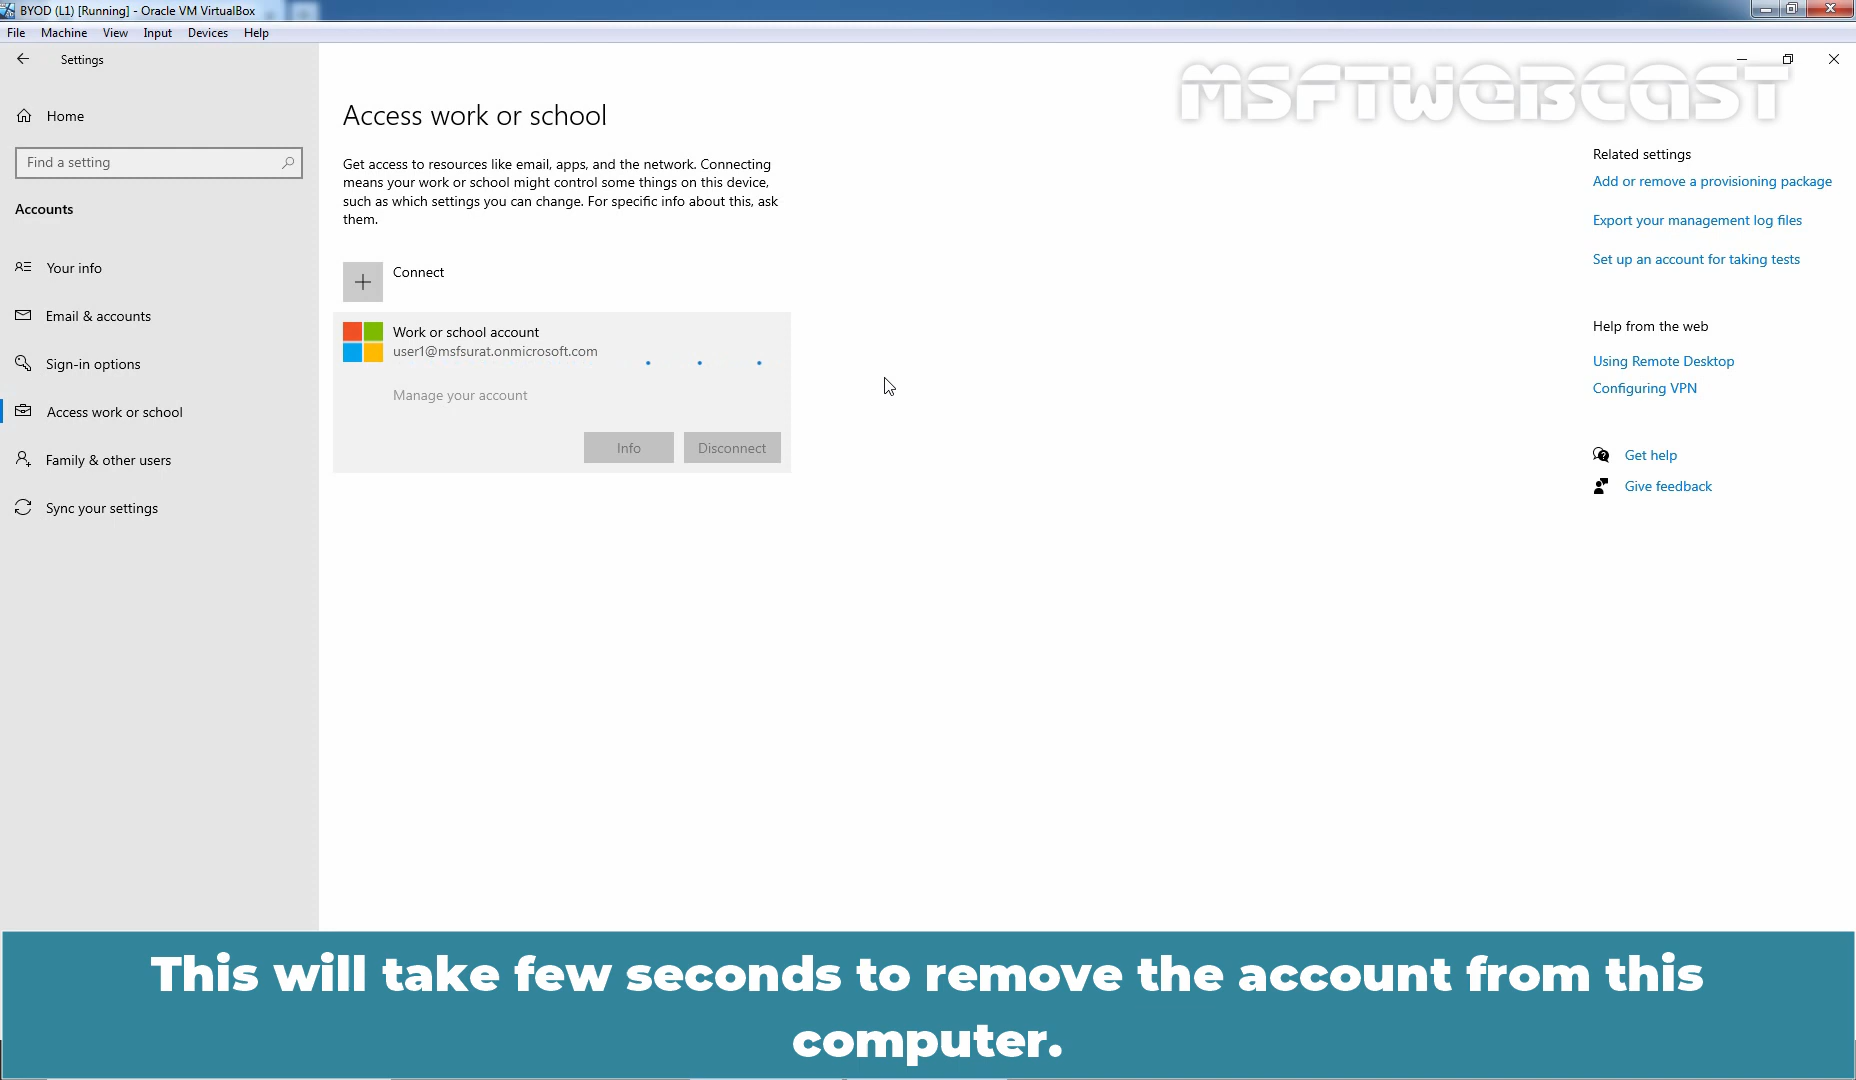 BYOD (L1) [Running] - Oracle VM VirtualBox
File Machine View Input Devices Help
Settings
MSFTWEBCAST
Home
Find a setting
Accounts
Your info
Email & accounts
Sign-in options
Access work or school
Family & other users
Sync your settings
Access work or school
Get access to resources like email, apps, and the network. Connecting
means your work or school might control some things on this device,
such as which settings you can change. For specific info about this, ask
them.
Connect
Work or school account
user1@msfsurat.onmicrosoft.com
Manage your account
Info
Disconnect
Related settings
Add or remove a provisioning package
Export your management log files
Set up an account for taking tests
Help from the web
Using Remote Desktop
Configuring VPN
Get help
Give feedback
This will take few seconds to remove the account from this
computer.